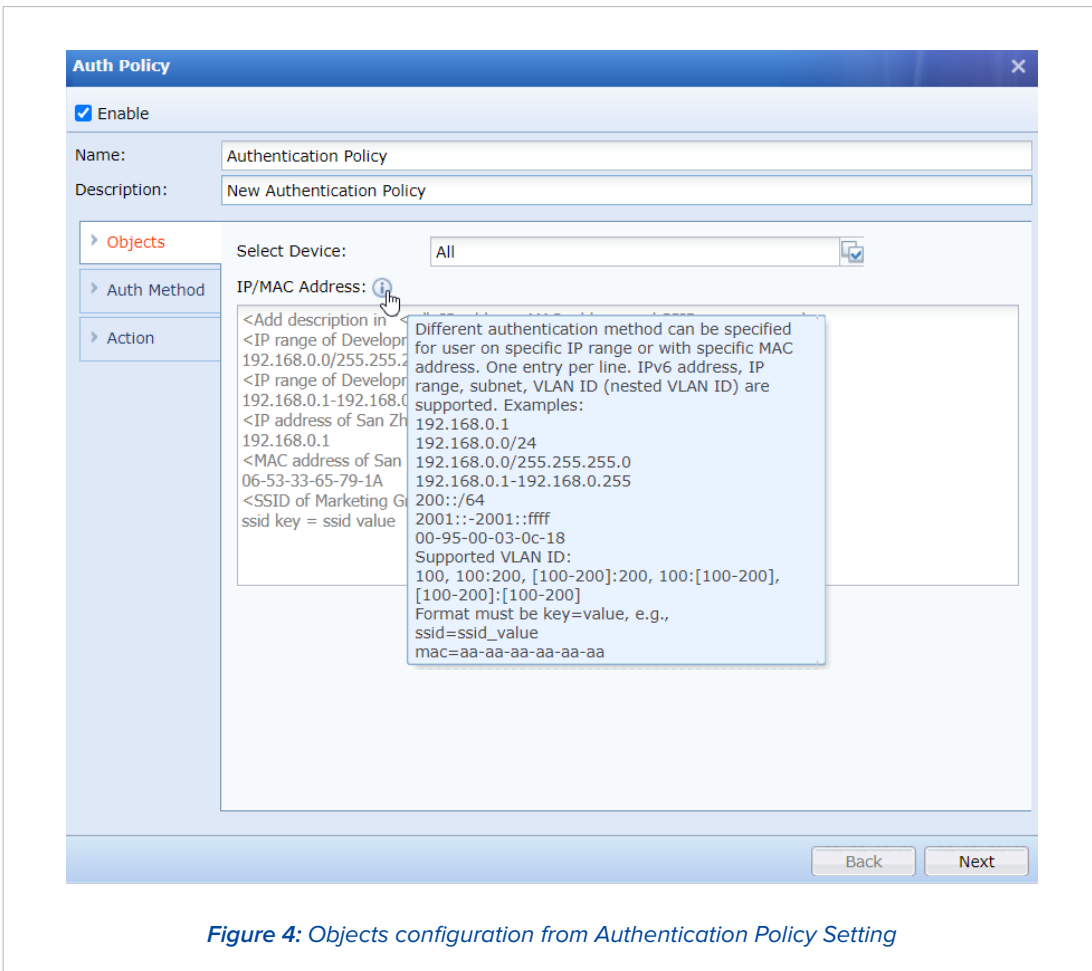 Auth Policy
Enable
Name:
Authentication Policy
Description:
New Authentication Policy
Objects
Auth Method
Action
Select Device:
All
IP/MAC Address:
<Add description in
<IP range of Develop
192.168.0.0/255.255.2
<IP range of Develop
192.168.0.1-192.168.0
<IP address of San Zh
192.168.0.1
<MAC address of San
06-53-33-65-79-1A
<SSID of Marketing G
ssid key = ssid value
Different authentication method can be specified
for user on specific IP range or with specific MAC
address. One entry per line. IPv6 address, IP
range, subnet, VLAN ID (nested VLAN ID) are
supported. Examples:
192.168.0.1
192.168.0.0/24
192.168.0.0/255.255.255.0
192.168.0.1-192.168.0.255
200::/64
2001::-2001::ffff
00-95-00-03-0c-18
Supported VLAN ID:
100, 100:200, [100-200]:200, 100:[100-200],
[100-200]:[100-200]
Format must be key=value, e.g.,
ssid=ssid_value
mac=aa-aa-aa-aa-aa-aa
Back
Next
Figure 4: Objects configuration from Authentication Policy Setting